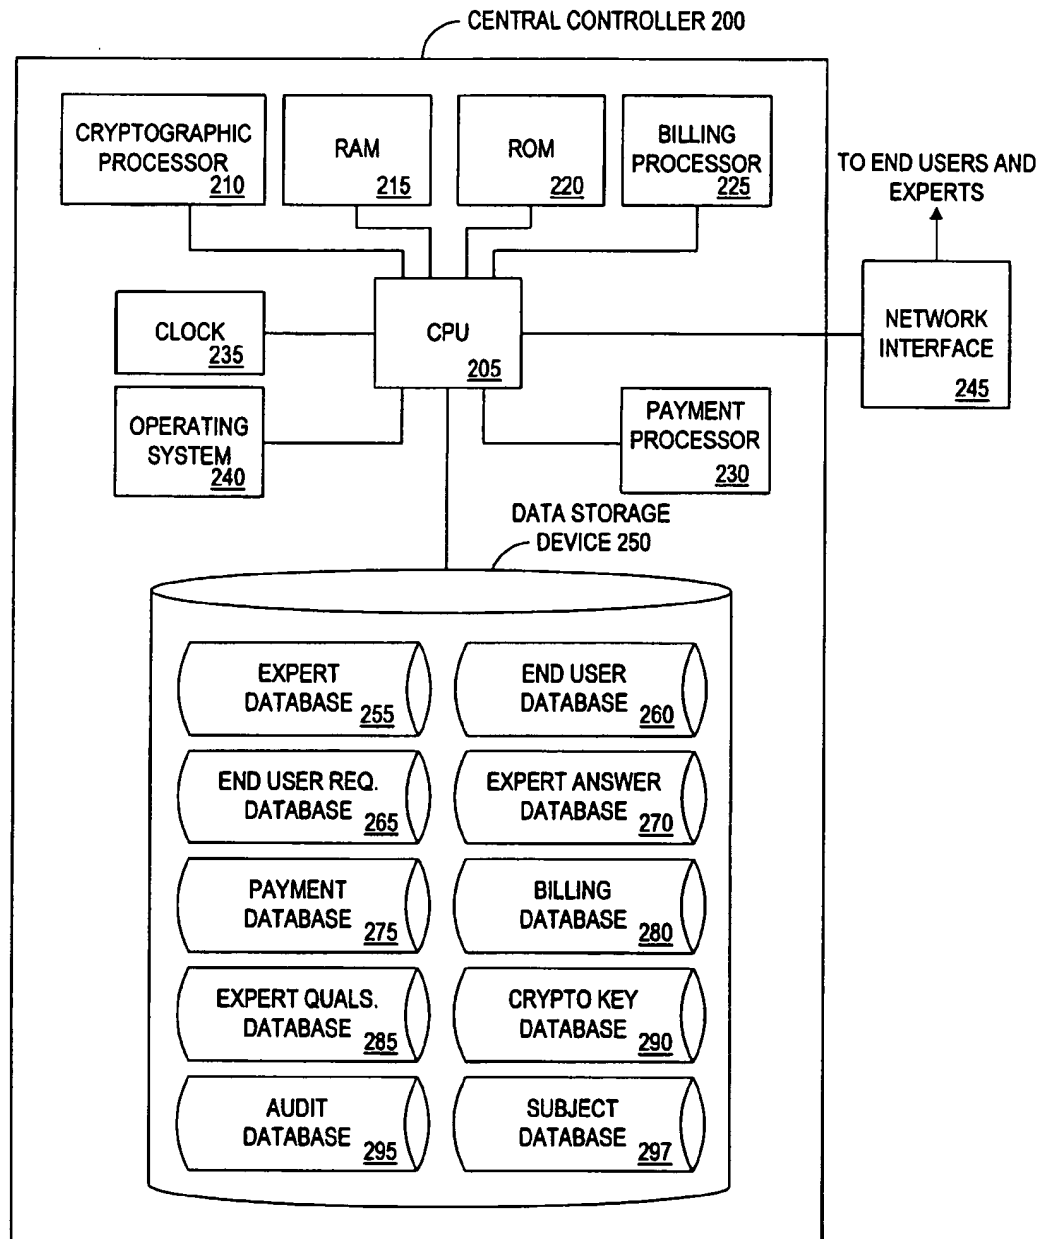 CENTRAL CONTROLLER 200
CRYPTOGRAPHIC
PROCESSOR
210
RAM
215
ROM
220
BILLING
PROCESSOR
225
TO END USERS AND
EXPERTS
CLOCK
235
CPU
205
NETWORK
INTERFACE
245
OPERATING
SYSTEM
240
PAYMENT
PROCESSOR
230
DATA STORAGE
DEVICE 250
EXPERT
DATABASE 255
END USER
DATABASE 260
END USER REQ.
DATABASE 265
EXPERT ANSWER
DATABASE 270
PAYMENT
DATABASE 275
BILLING
DATABASE 280
EXPERT QUALS.
DATABASE 285
CRYPTO KEY
DATABASE 290
AUDIT
DATABASE 295
SUBJECT
DATABASE 297